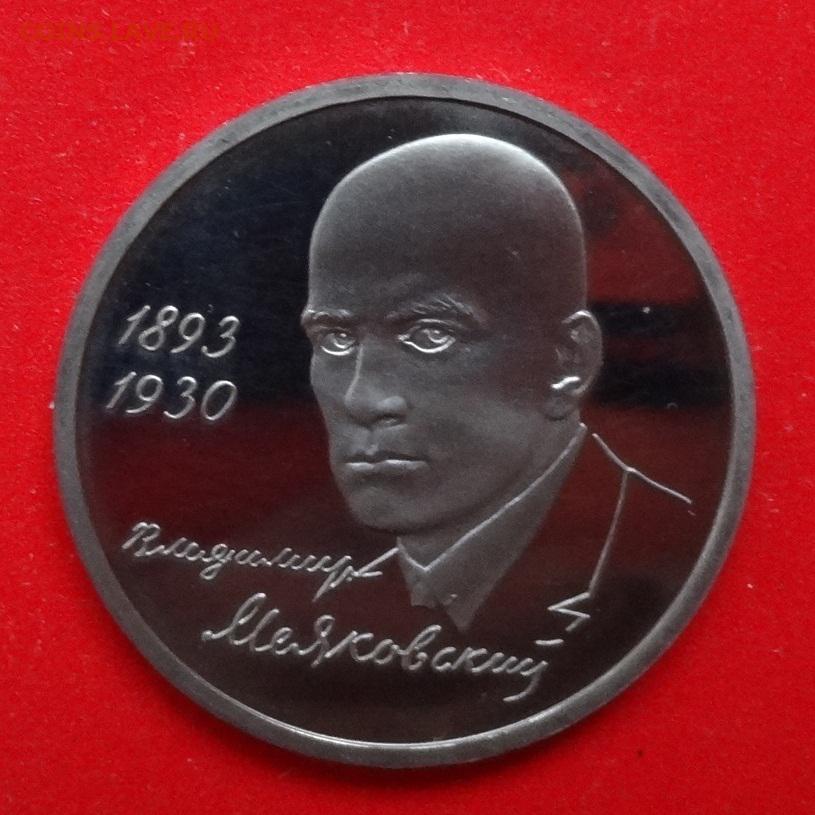 COINS.LAVE.RU
1893
1930
Владимир
Маяковский